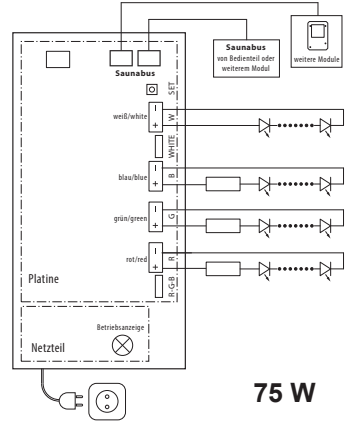 Saunabus
Saunabus
von Bedienteil oder
weiterem Modul
weitere Module
SET
weiß/white
W
WHITE
blau/blue
B
grün/green
G
rot/red
R
R-G-B
Platine
Betriebsanzeige
Netzteil
75 W